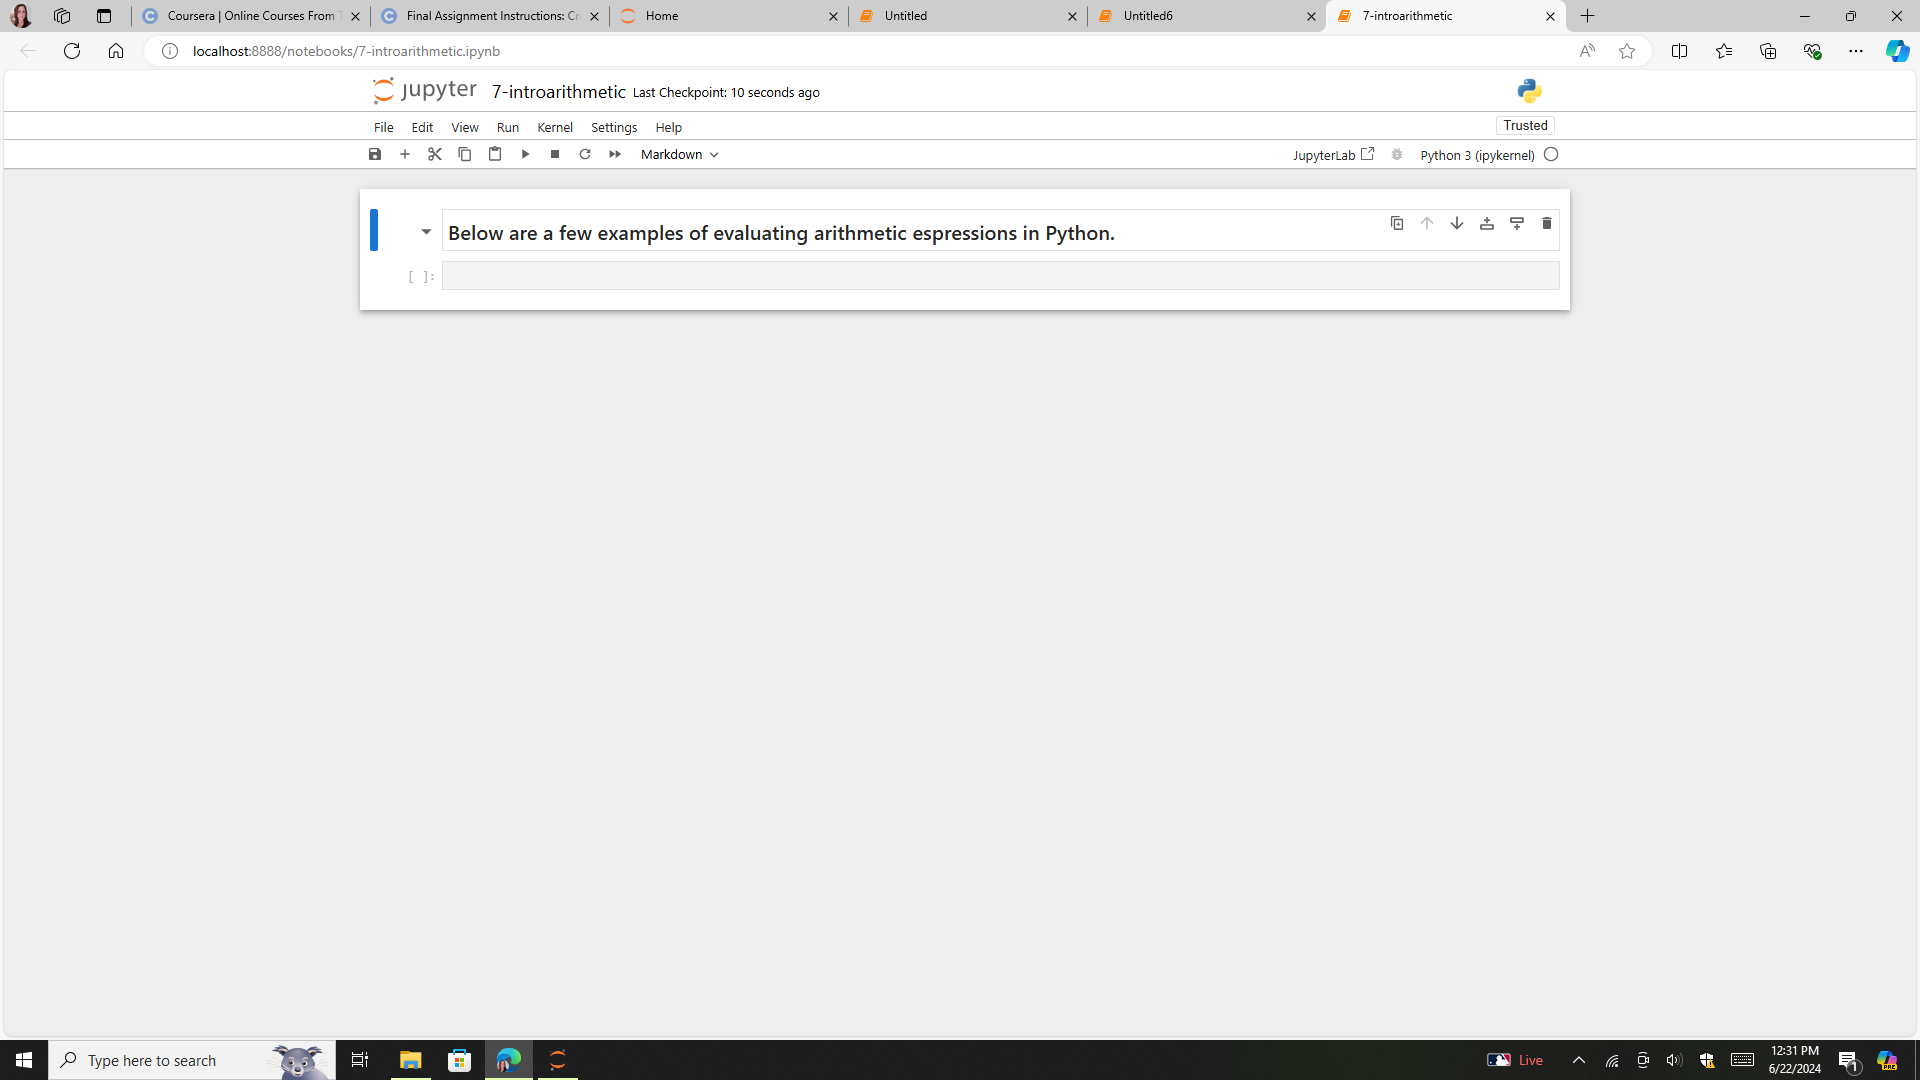 Coursera | Online Courses From T
Final Assignment Instructions: Cr
Home
Untitled
Untitled6
7-introarithmetic
localhost:8888/notebooks/7-introarithmetic.ipynb
jupyter 7-introarithmetic Last Checkpoint: 10 seconds ago
File Edit View Run Kernel Settings Help Trusted
Markdown JupyterLab Python 3 (ipykernel)
Below are a few examples of evaluating arithmetic espressions in Python.
[ ]:
Type here to search
Live
12:31 PM
6/22/2024
1
PRE